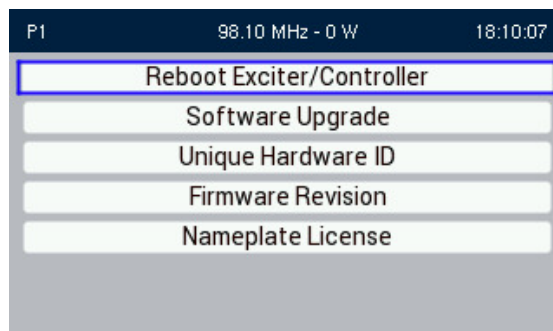 P1 98.10 MHz - 0 W 18:10:07
Reboot Exciter/Controller
Software Upgrade
Unique Hardware ID
Firmware Revision
Nameplate License